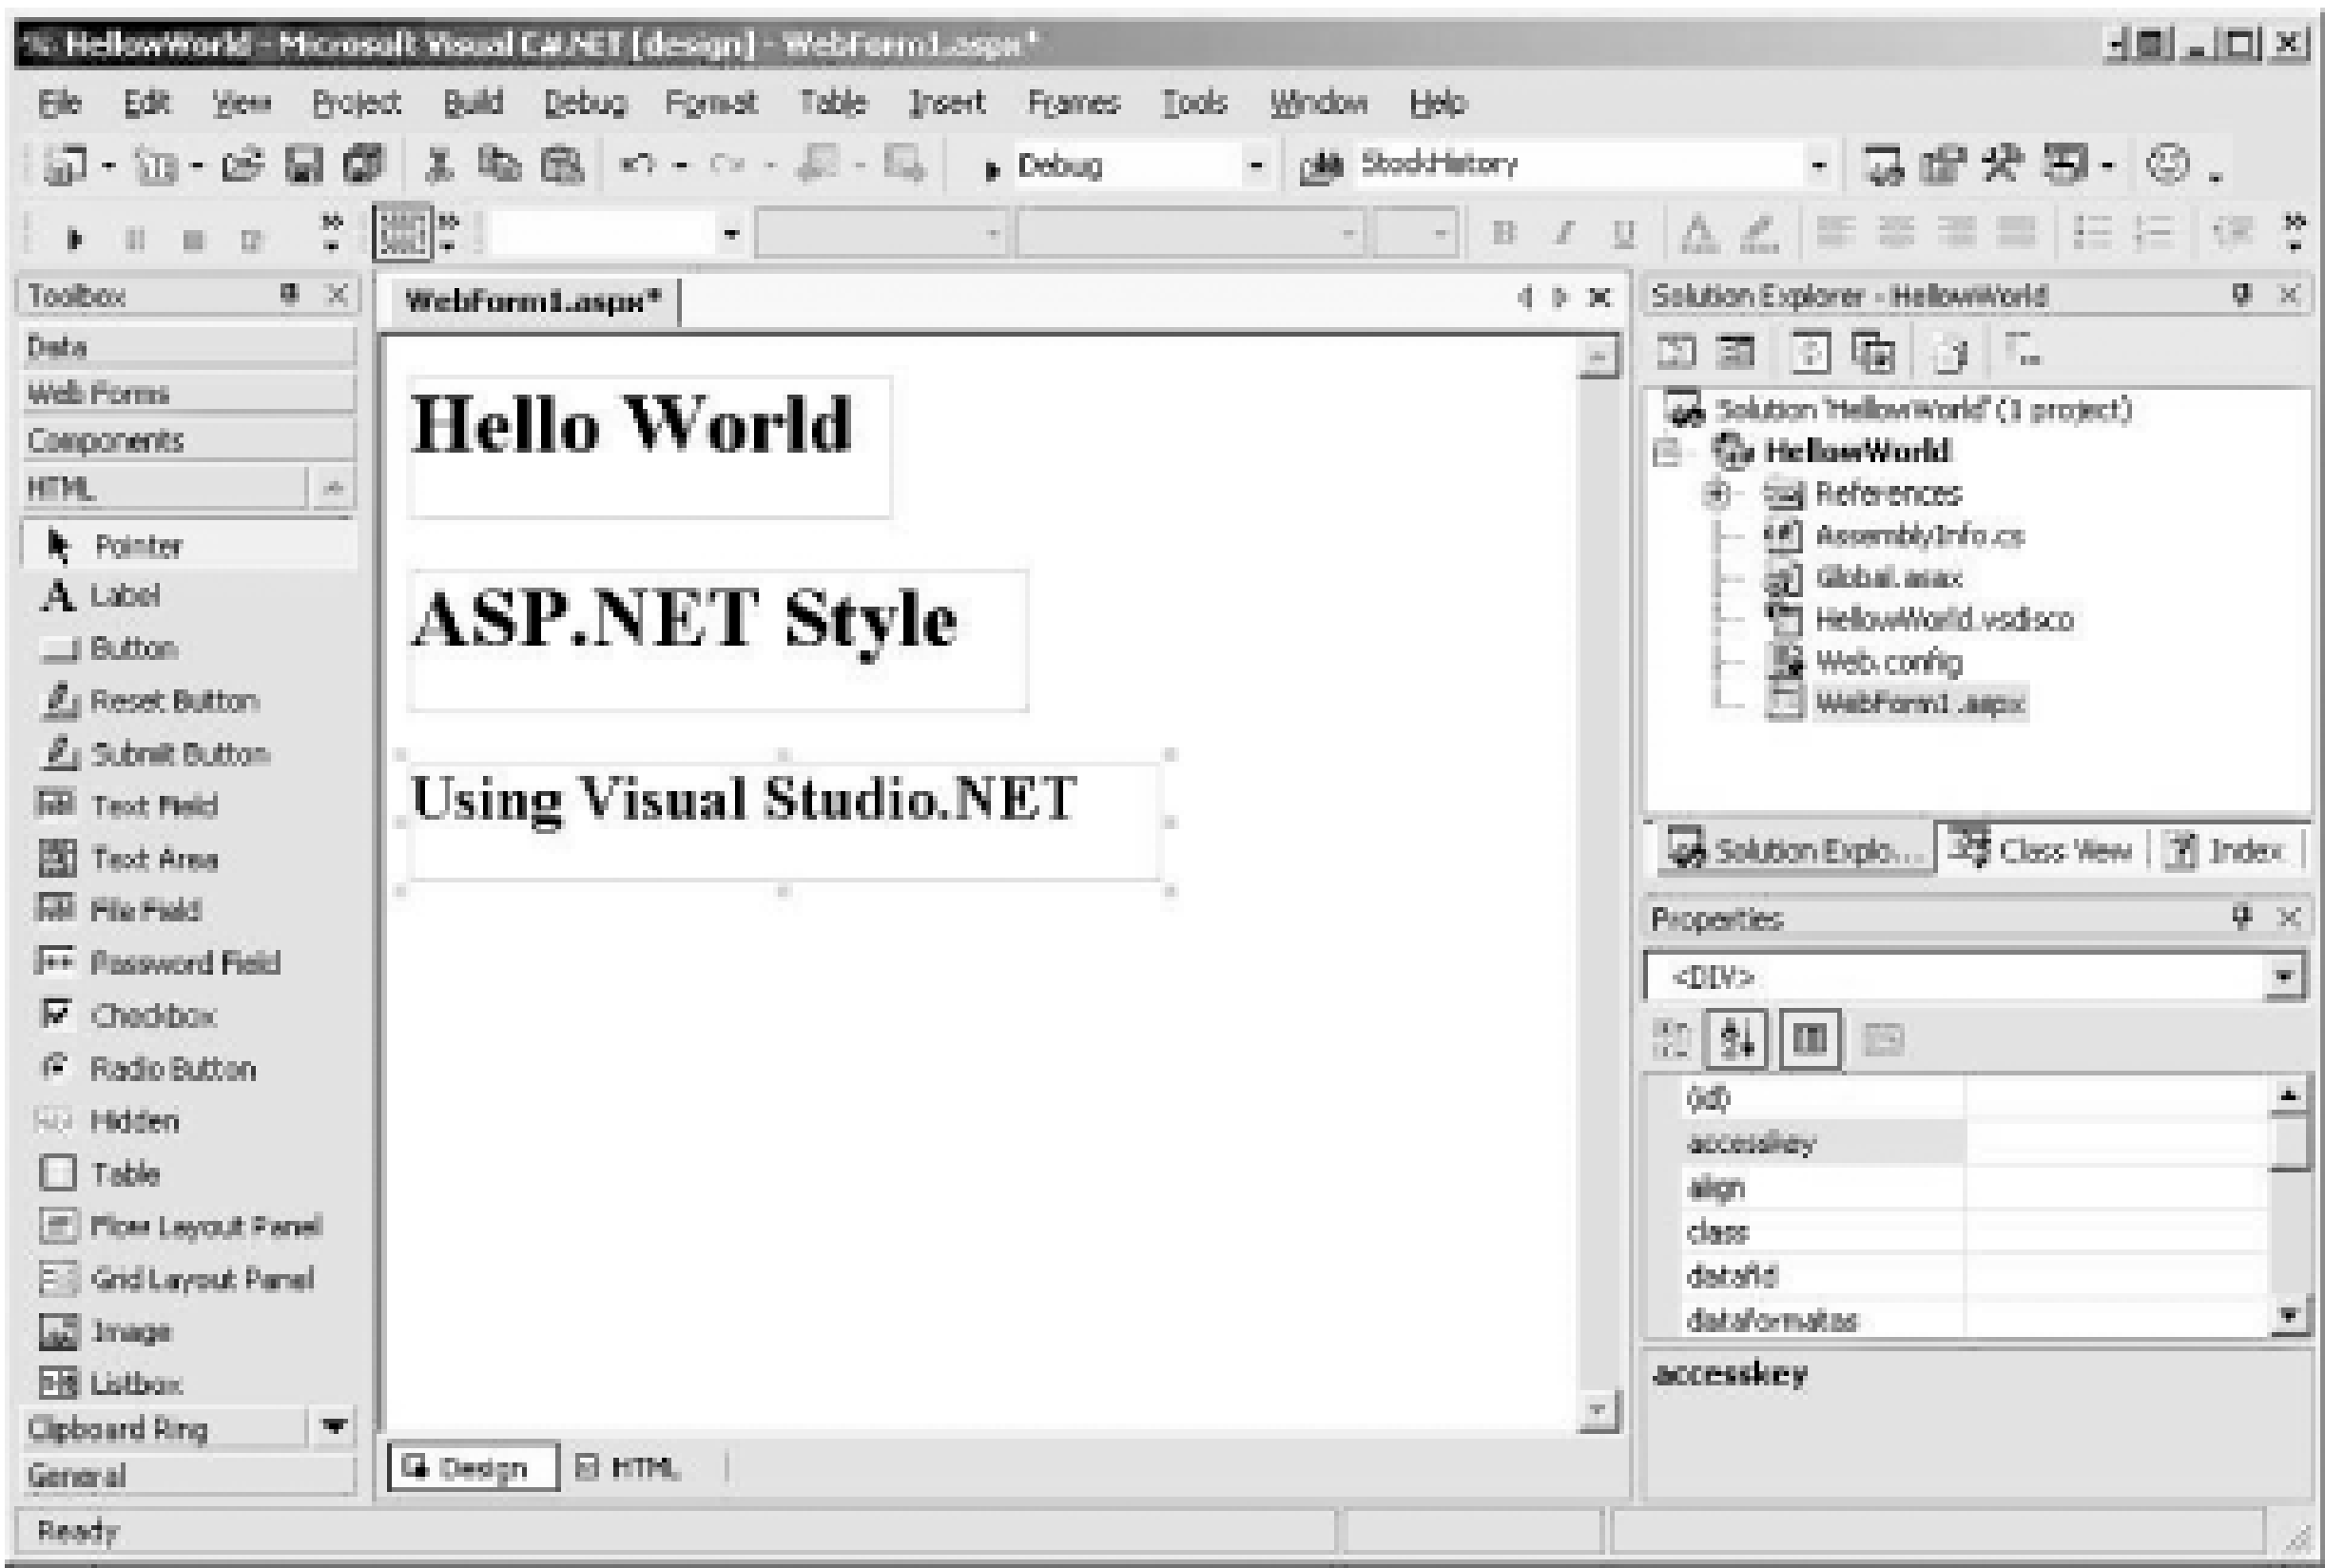 HellowWorld - Microsoft Visual C#.NET [design] - WebForm1.aspx*
File Edit View Project Build Debug Format Table Insert Frames Tools Window Help
Debug StockHistory
B I U A
Toolbox
Data
Web Forms
Components
HTML
Pointer
A Label
Button
Reset Button
Submit Button
Text Field
Text Area
File Field
Password Field
Checkbox
Radio Button
Hidden
Table
Flow Layout Panel
Grid Layout Panel
Image
Listbox
Clipboard Ring
General
WebForm1.aspx*
Hello World
ASP.NET Style
Using Visual Studio.NET
Design HTML
Solution Explorer - HellowWorld
Solution 'HellowWorld' (1 project)
HellowWorld
References
AssemblyInfo.cs
Global.asax
HellowWorld.vsdisco
Web.config
WebForm1.aspx
Solution Explo... Class View Index
Properties
<DIV>
(id)
accesskey
align
class
datafld
dataformatas
accesskey
Ready